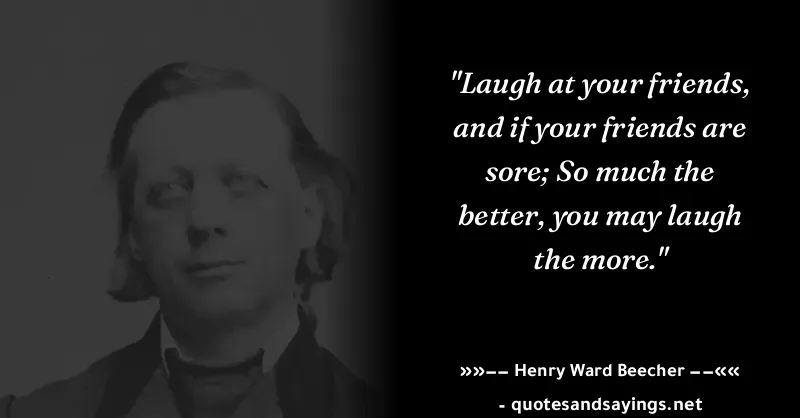 "Laugh at your friends,
and if your friends are
sore; So much the
better, you may laugh
the more."
»»–– Henry Ward Beecher ––««
- quotesandsayings.net